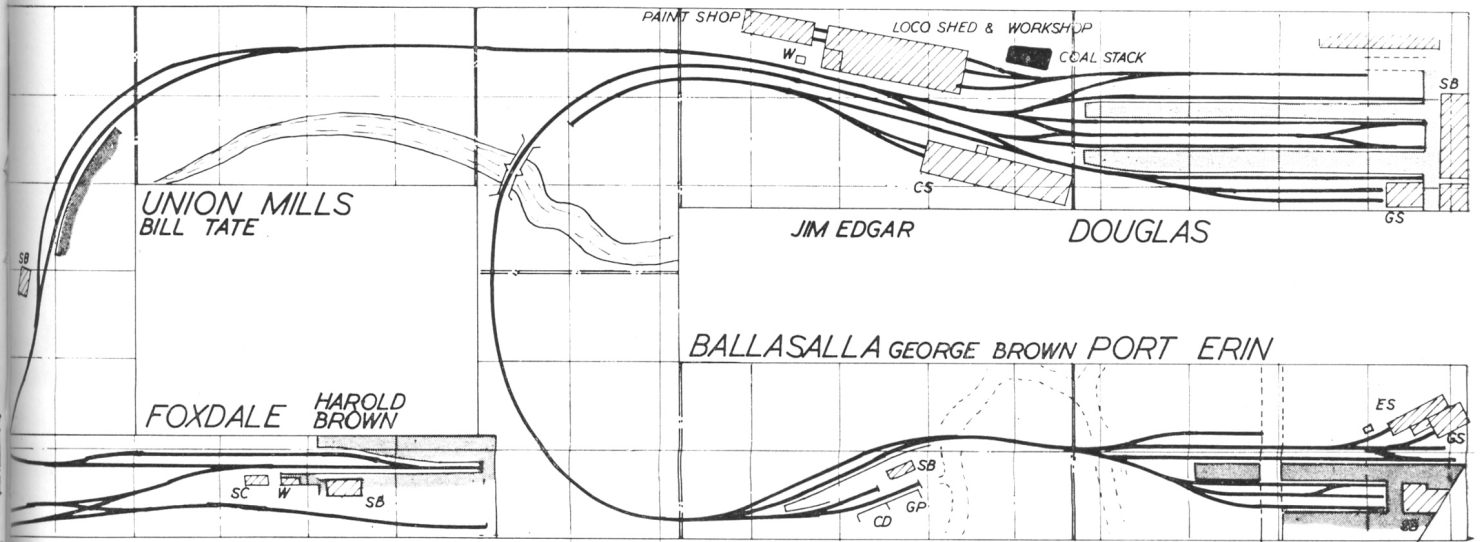 PAINT SHOP
LOCO SHED & WORKSHOP
W
COAL STACK
SB
CS
GS
UNION MILLS
BILL TATE
JIM EDGAR
DOUGLAS
SB
BALLASALLA GEORGE BROWN PORT ERIN
FOXDALE HAROLD
BROWN
ES
GS
SB
SC
W
SB
GP
CD
SB